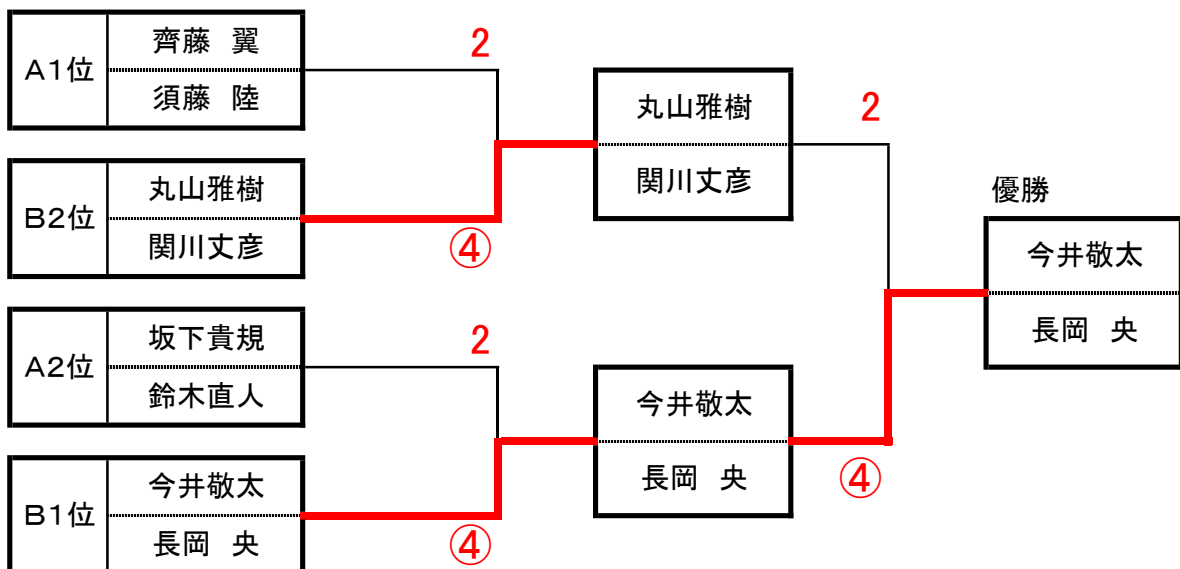 A1位
齊藤　翼
須藤　陸
2
B2位
丸山雅樹
関川丈彦
④
A2位
坂下貴規
鈴木直人
2
B1位
今井敬太
長岡　央
④
丸山雅樹
関川丈彦
2
今井敬太
長岡　央
④
優勝
今井敬太
長岡　央